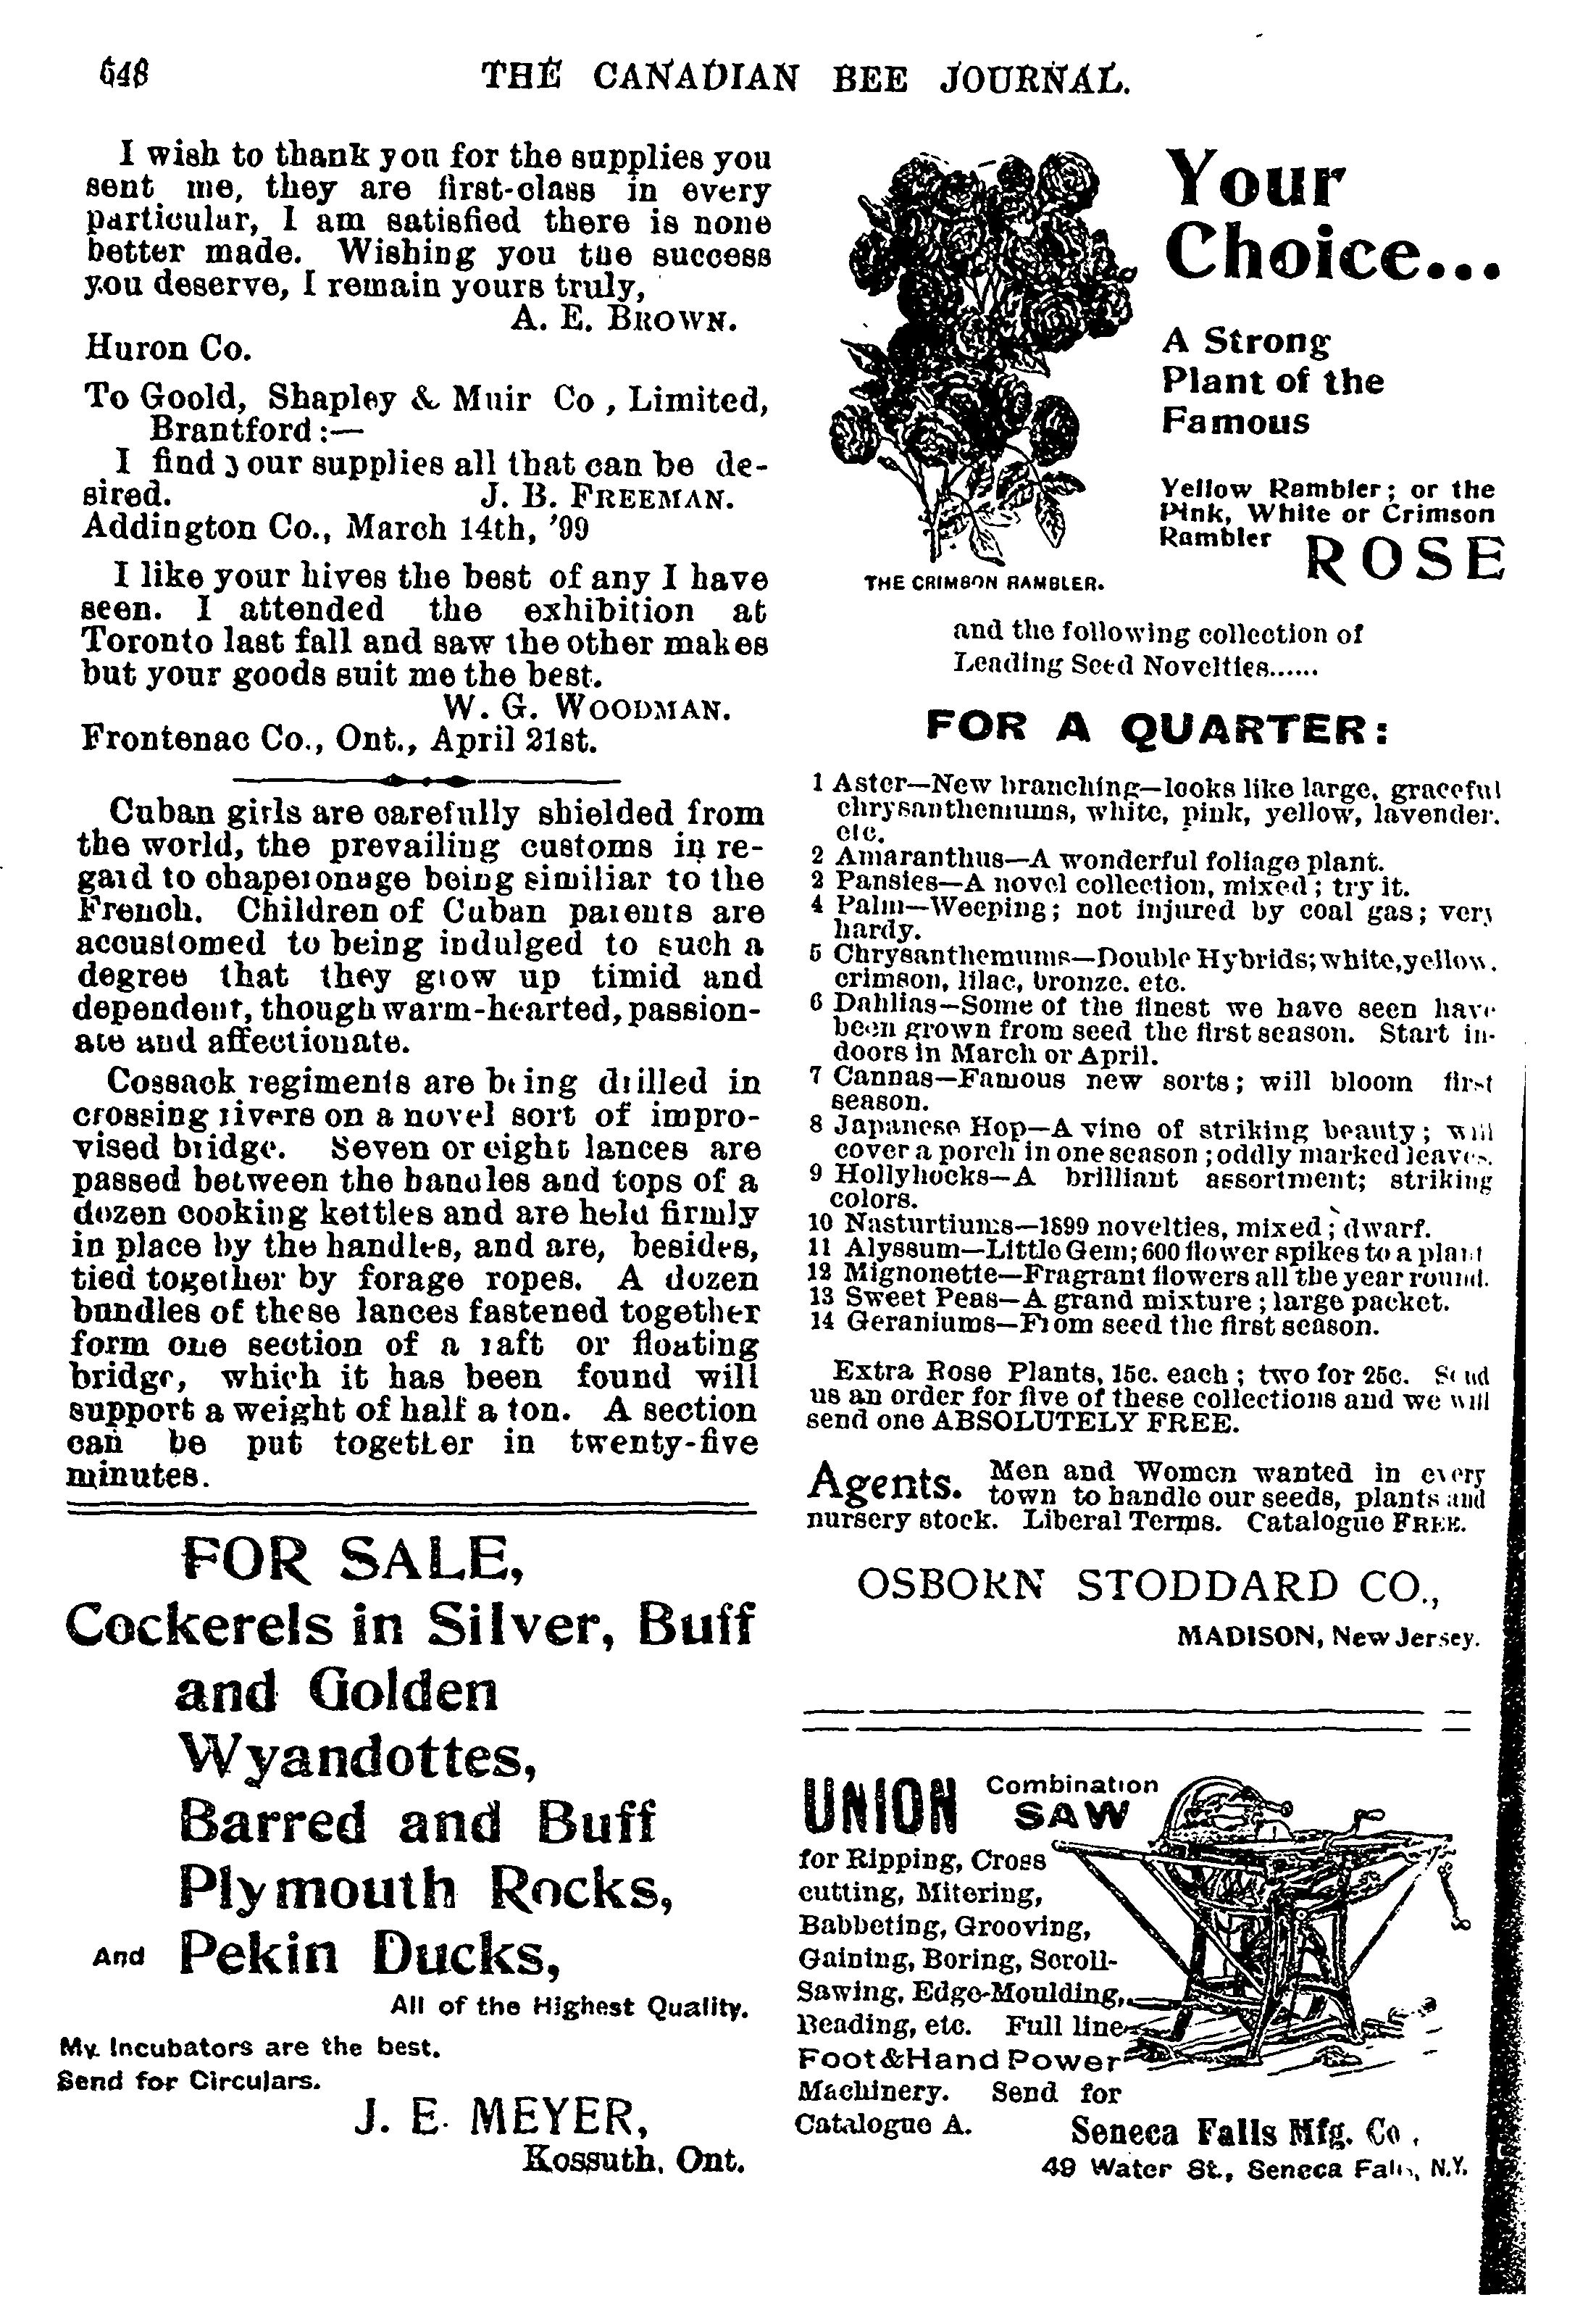 648 THE CANADIAN BEE JOURNAL.
I wish to thank you for the supplies you
sent me, they are first-class in every
particular, I am satisfied there is none
better made. Wishing you the success
you deserve, I remain yours truly,
A. E. BROWN.
Huron Co.
To Goold, Shapley & Muir Co , Limited,
Brantford :—
I find your supplies all that can be de-
sired. J. B. FREEMAN.
Addington Co., March 14th, '99
I like your hives the best of any I have
seen. I attended the exhibition at
Toronto last fall and saw the other makes
but your goods suit me the best.
W. G. WOODMAN.
Frontenac Co., Ont., April 21st.
Cuban girls are carefully shielded from
the world, the prevailing customs in re-
gard to chaperonage being similiar to the
French. Children of Cuban parents are
accustomed to being indulged to such a
degree that they grow up timid and
dependent, though warm-hearted, passion-
ate and affectionate.
Cossack regiments are being drilled in
crossing rivers on a novel sort of impro-
vised bridge. Seven or eight lances are
passed between the handles and tops of a
dozen cooking kettles and are held firmly
in place by the handles, and are, besides,
tied together by forage ropes. A dozen
bundles of these lances fastened together
form one section of a raft or floating
bridge, which it has been found will
support a weight of half a ton. A section
can be put together in twenty-five
minutes.
FOR SALE,
Cockerels in Silver, Buff
and Golden
Wyandottes,
Barred and Buff
Plymouth Rocks,
And Pekin Ducks,
All of the Highest Quality.
My Incubators are the best.
Send for Circulars.
J. E. MEYER,
Kossuth, Ont.
Your
Choice...
A Strong
Plant of the
Famous
Yellow Rambler; or the
Pink, White or Crimson
Rambler ROSE
THE CRIMSON RAMBLER.
and the following collection of
Leading Seed Novelties......
FOR A QUARTER:
1 Aster—New branching—looks like large, graceful
chrysanthemums, white, pink, yellow, lavender.
etc.
2 Amaranthus—A wonderful foliage plant.
3 Pansies—A novel collection, mixed; try it.
4 Palm—Weeping; not injured by coal gas; very
hardy.
5 Chrysanthemums—Double Hybrids; white, yellow.
crimson, lilac, bronze. etc.
6 Dahlias—Some of the finest we have seen have
been grown from seed the first season. Start in-
doors in March or April.
7 Cannas—Famous new sorts; will bloom first
season.
8 Japanese Hop—A vine of striking beauty; will
cover a porch in one season; oddly marked leaves.
9 Hollyhocks—A brilliant assortment; striking
colors.
10 Nasturtiums—1899 novelties, mixed; dwarf.
11 Alyssum—Little Gem; 600 flower spikes to a plant
12 Mignonette—Fragrant flowers all the year round.
13 Sweet Peas—A grand mixture; large packet.
14 Geraniums—From seed the first season.
Extra Rose Plants, 15c. each; two for 25c. Send
us an order for five of these collections and we will
send one ABSOLUTELY FREE.
Agents. Men and Women wanted in every
town to handle our seeds, plants and
nursery stock. Liberal Terms. Catalogue FREE.
OSBORN STODDARD CO.,
MADISON, New Jersey.
UNION Combination
SAW
for Ripping, Cross
cutting, Mitering,
Babbeting, Grooving,
Gaining, Boring, Scroll-
Sawing, Edge-Moulding,
Beading, etc. Full line
Foot & Hand Power
Machinery. Send for
Catalogue A.
Seneca Falls Mfg. Co.
49 Water St., Seneca Falls, N.Y.